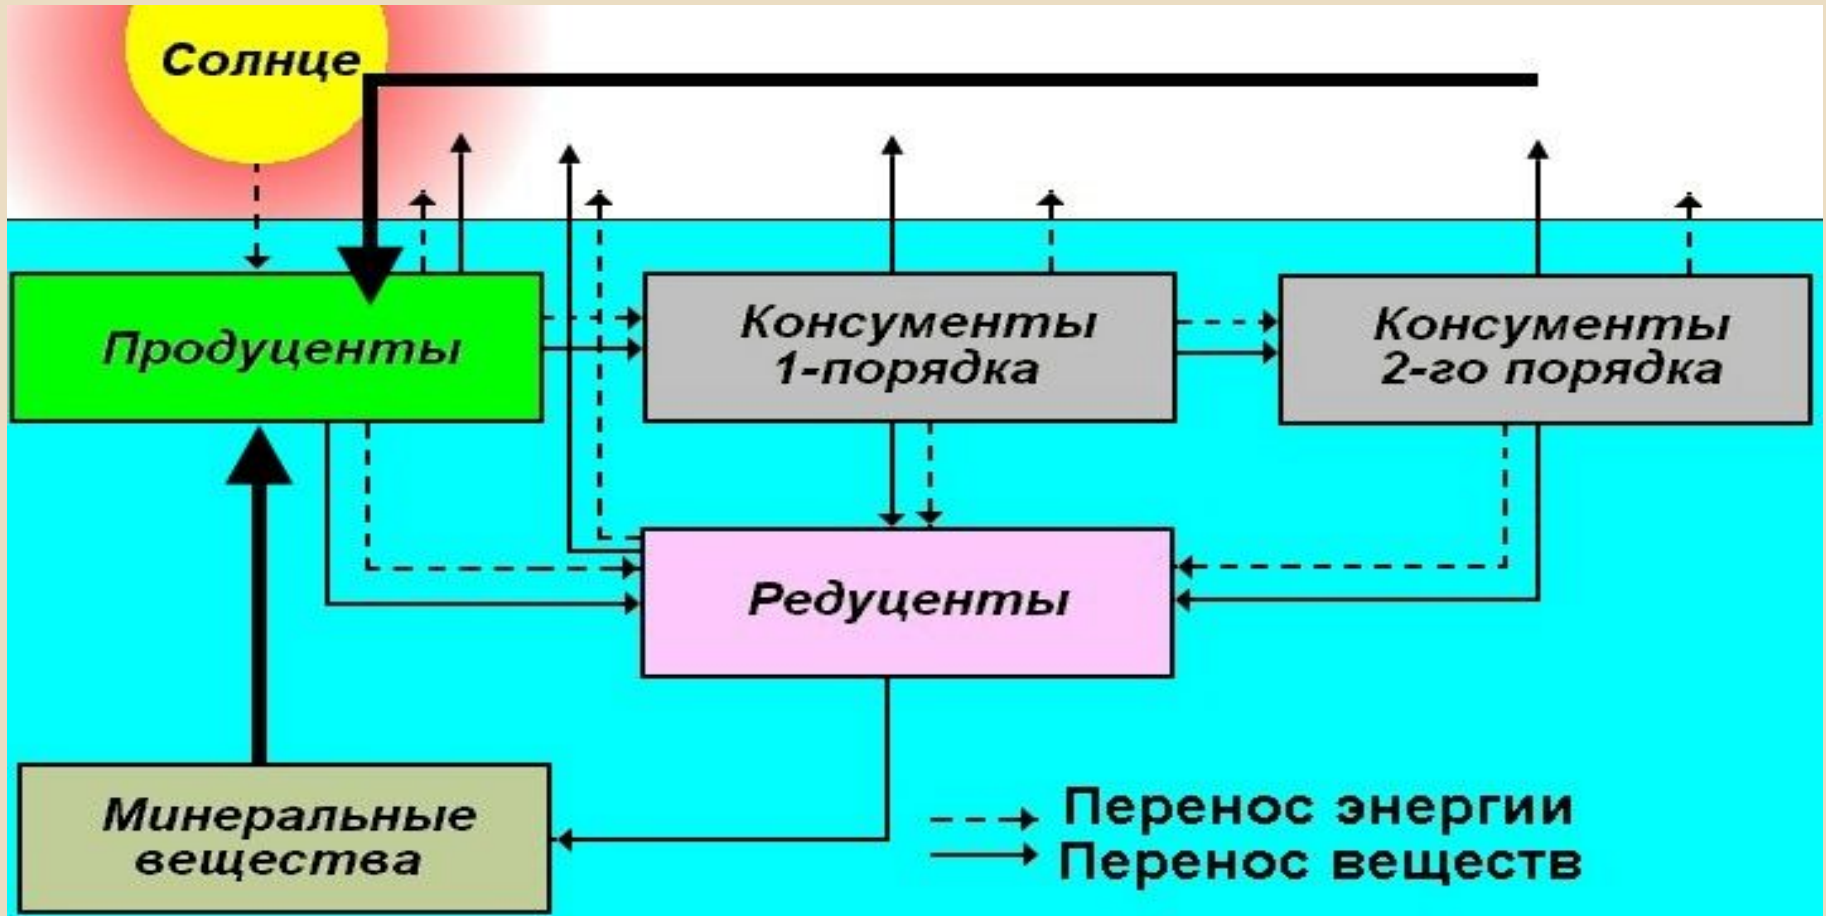 Солнце
Продуценты
Консументы
1-порядка
Консументы
2-го порядка
Редуценты
Минеральные
вещества
Перенос энергии
Перенос веществ